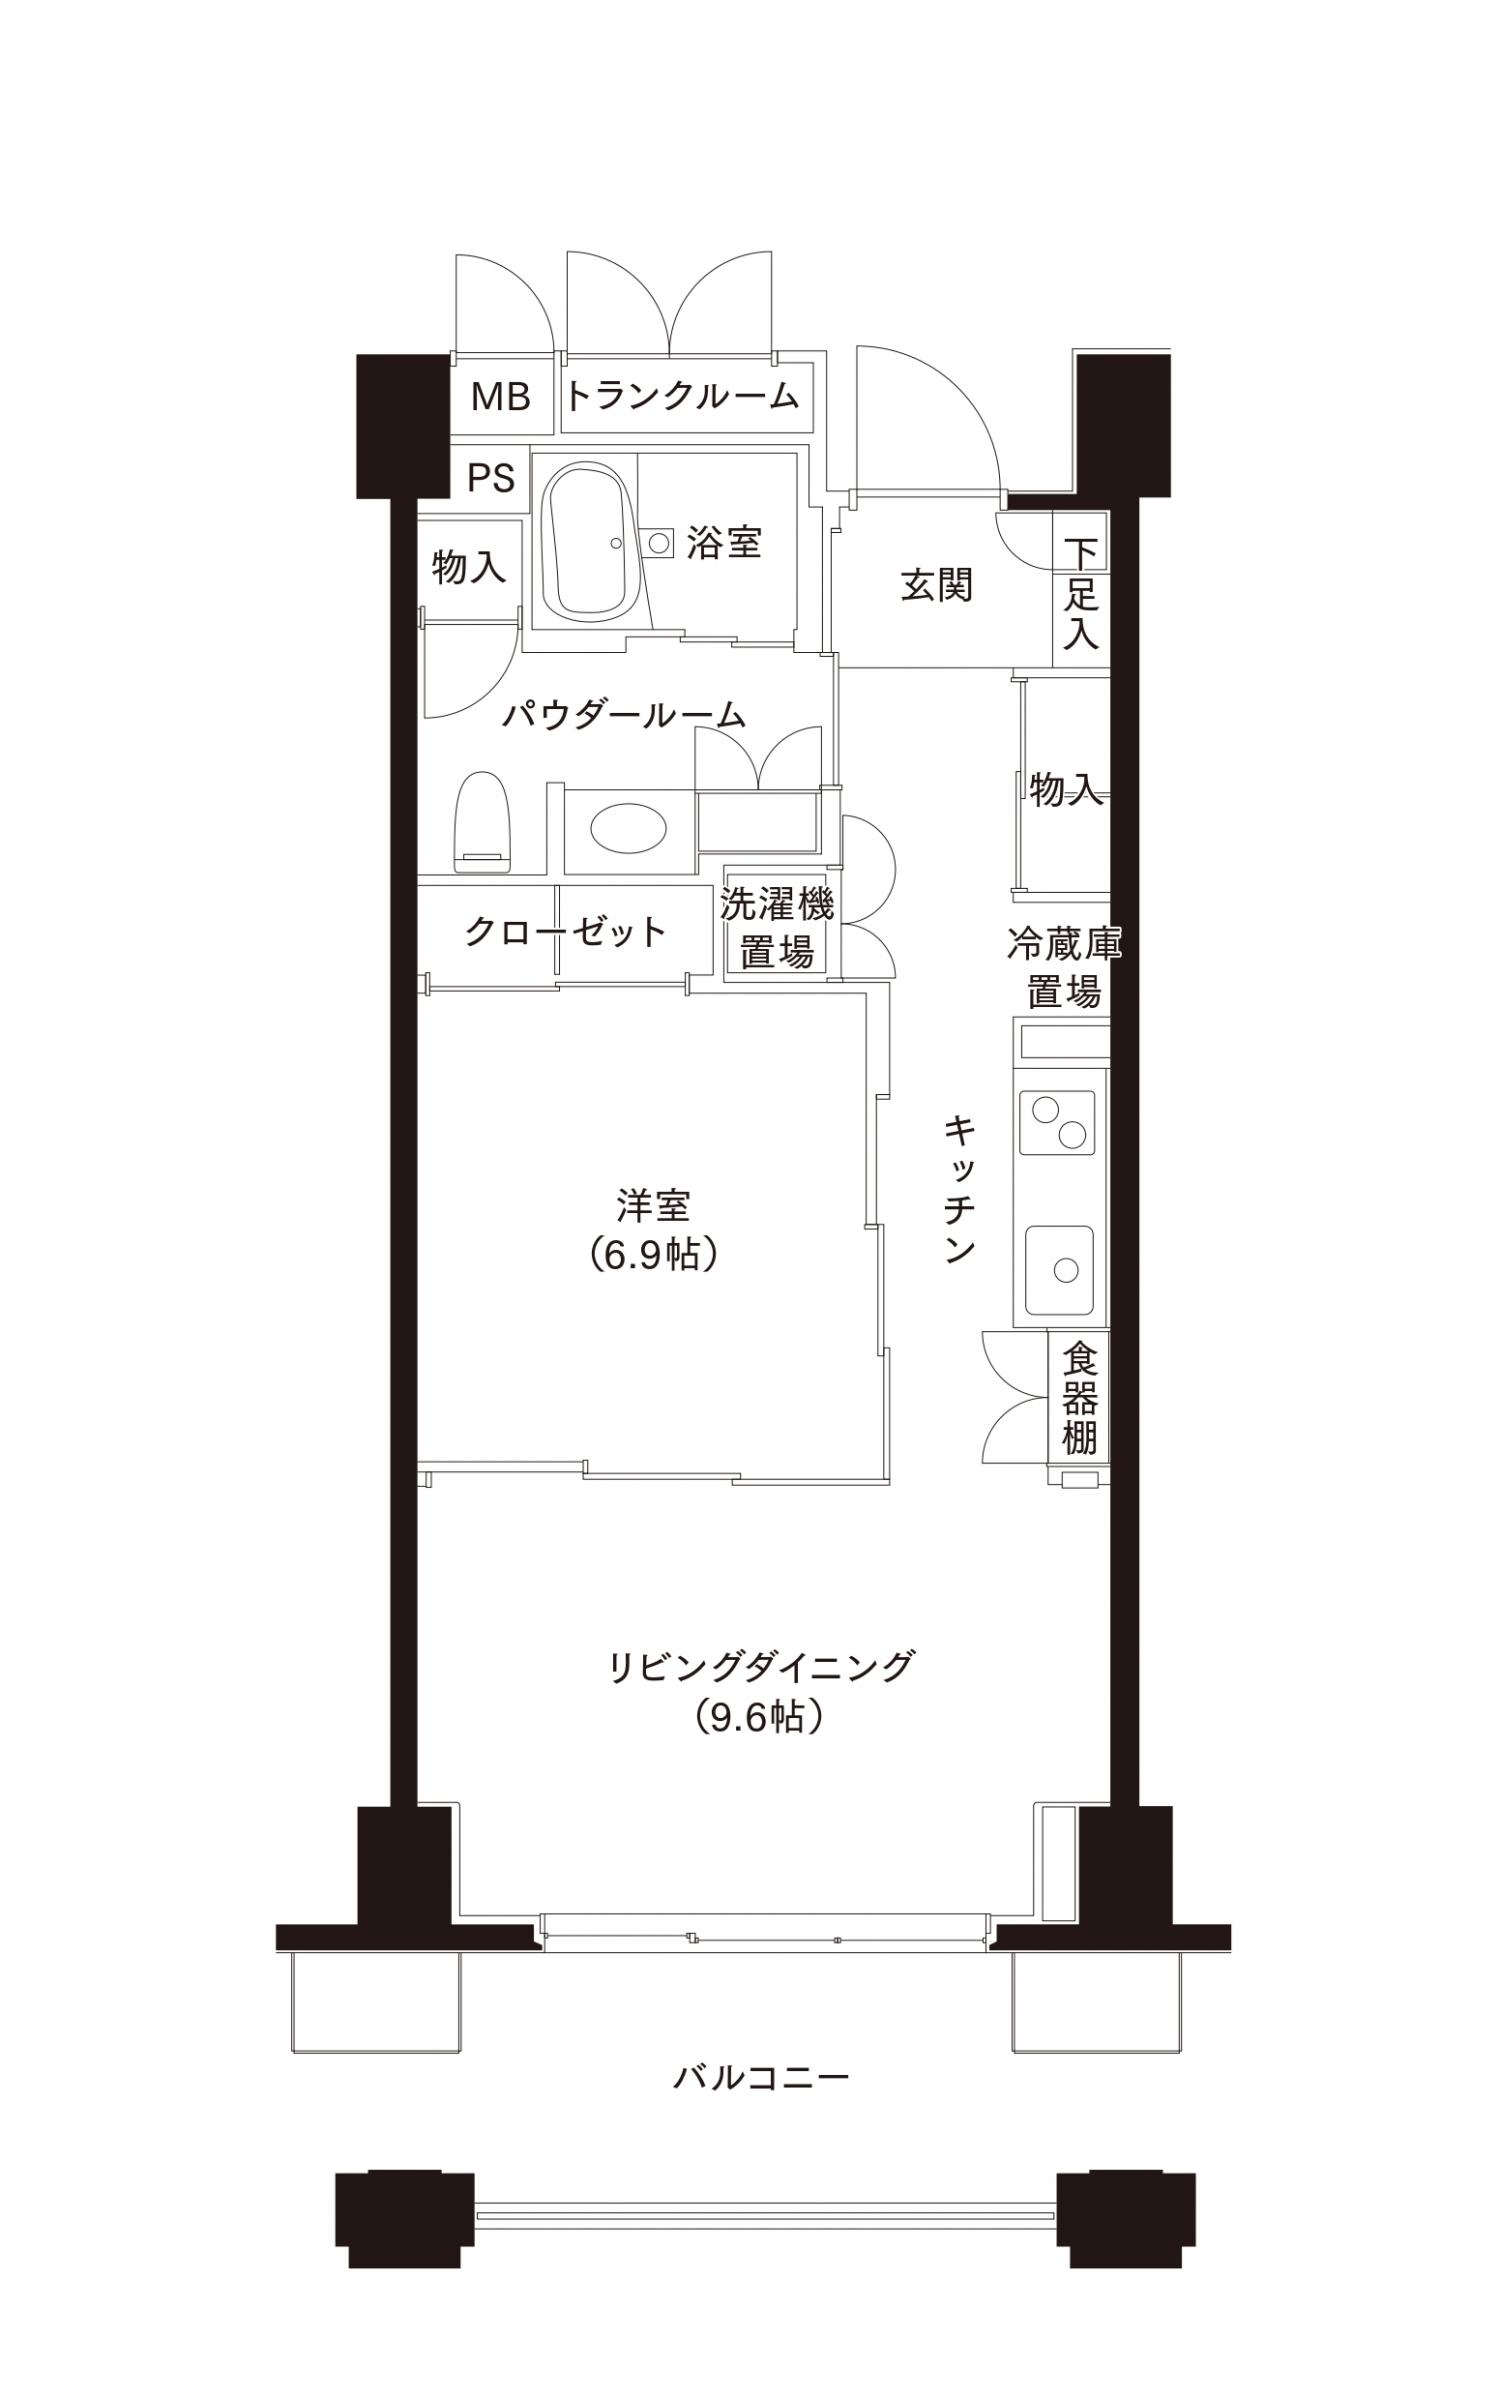 MB
トランクルーム
PS
浴室
物入
玄関
下足入
パウダールーム
物入
洗濯機
置場
クローゼット
冷蔵庫
置場
キッチン
洋室
（6.9帖）
食器棚
リビングダイニング
（9.6帖）
バルコニー